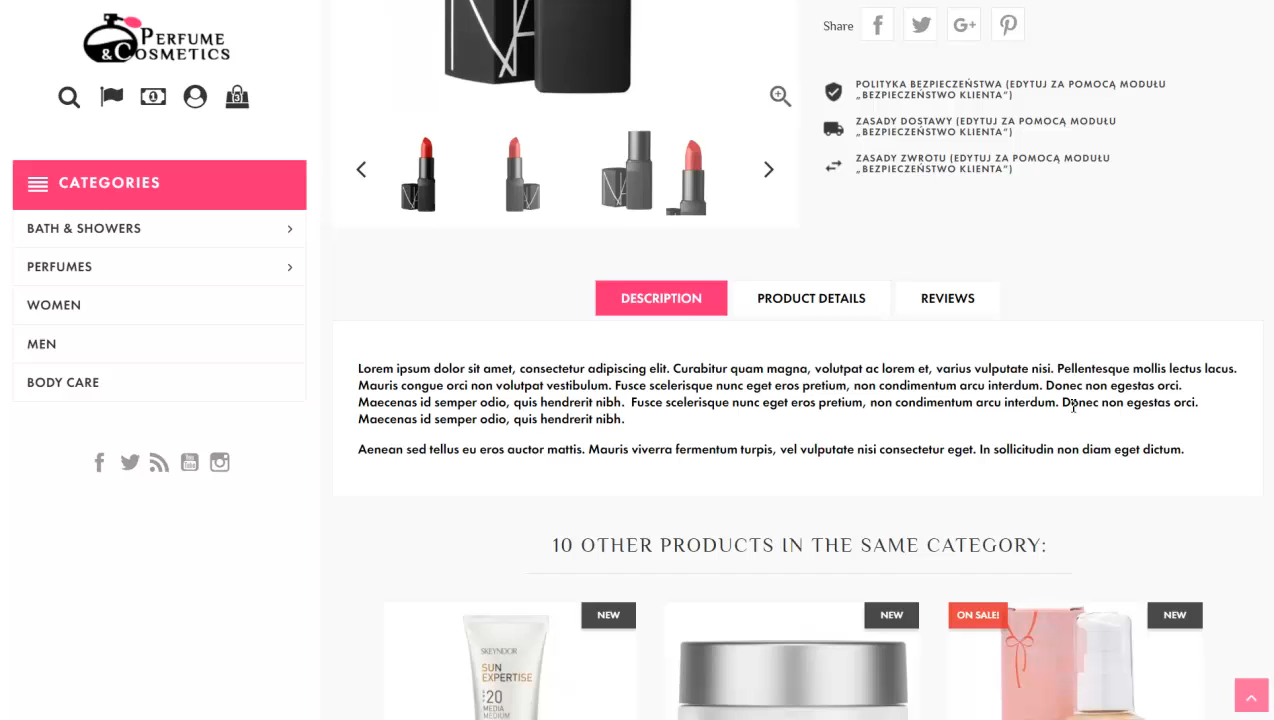 PERFUME
& COSMETICS
3
CATEGORIES
BATH & SHOWERS
PERFUMES
WOMEN
MEN
BODY CARE
Share
G+
POLITYKA BEZPIECZEŃSTWA (EDYTUJ ZA POMOCĄ MODUŁU
„BEZPIECZEŃSTWO KLIENTA”)
ZASADY DOSTAWY (EDYTUJ ZA POMOCĄ MODUŁU
„BEZPIECZEŃSTWO KLIENTA”)
ZASADY ZWROTU (EDYTUJ ZA POMOCĄ MODUŁU
„BEZPIECZEŃSTWO KLIENTA”)
DESCRIPTION
PRODUCT DETAILS
REVIEWS
Lorem ipsum dolor sit amet, consectetur adipiscing elit. Curabitur quam magna, volutpat ac lorem et, varius vulputate nisi. Pellentesque mollis lectus lacus.
Mauris congue orci non volutpat vestibulum. Fusce scelerisque nunc eget eros pretium, non condimentum arcu interdum. Donec non egestas orci.
Maecenas id semper odio, quis hendrerit nibh. Fusce scelerisque nunc eget eros pretium, non condimentum arcu interdum. Donec non egestas orci.
Maecenas id semper odio, quis hendrerit nibh.
Aenean sed tellus eu eros auctor mattis. Mauris viverra fermentum turpis, vel vulputate nisi consectetur eget. In sollicitudin non diam eget dictum.
10 OTHER PRODUCTS IN THE SAME CATEGORY:
NEW
NEW
ON SALE!
NEW
SKEYNDOR
SUN
EXPERTISE
20
MEDIA
MEDIUM